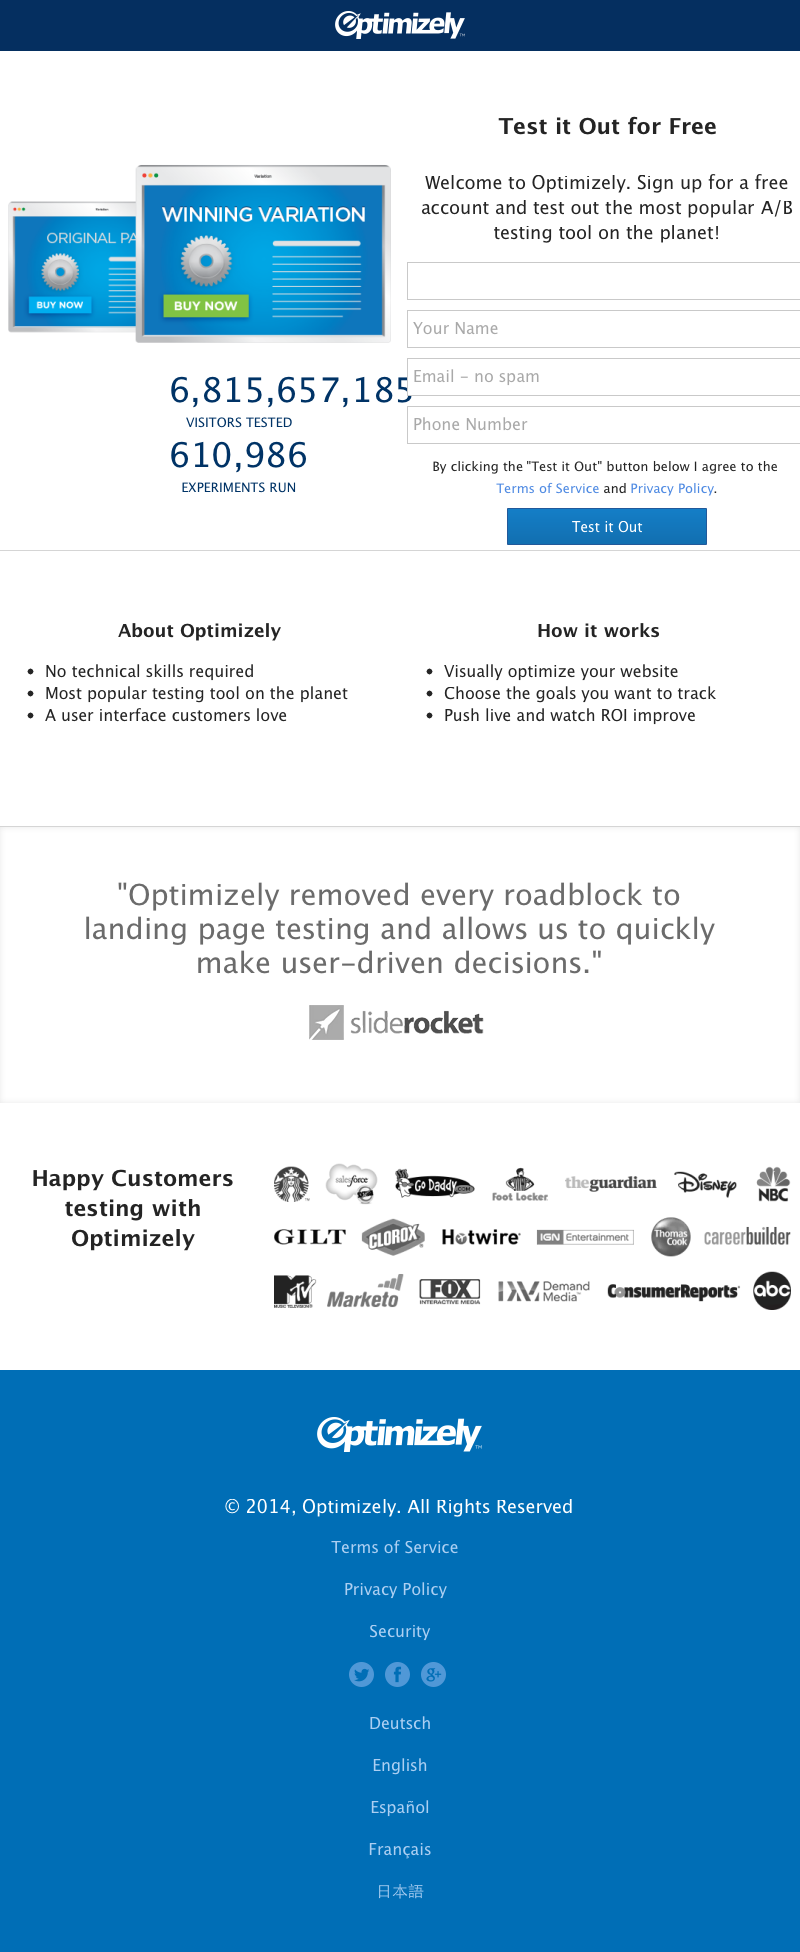 Optimizely
Test it Out for Free
Welcome to Optimizely. Sign up for a free
account and test out the most popular A/B
testing tool on the planet!
Variation
WINNING VARIATION
BUY NOW
ORIGINAL PA
BUY NOW
Your Name
Email - no spam
Phone Number
6,815,657,185
VISITORS TESTED
610,986
EXPERIMENTS RUN
By clicking the "Test it Out" button below I agree to the
Terms of Service and Privacy Policy.
Test it Out
About Optimizely
No technical skills required
Most popular testing tool on the planet
A user interface customers love
How it works
Visually optimize your website
Choose the goals you want to track
Push live and watch ROI improve
"Optimizely removed every roadblock to
landing page testing and allows us to quickly
make user-driven decisions."
sliderocket
Happy Customers
testing with
Optimizely
salesforce Go Daddy.com Foot Locker theguardian Disney NBC
GILT CLOROX Hotwire IGN Entertainment Thomas Cook careerbuilder
MTV MUSIC TELEVISION Marketo FOX INTERACTIVE MEDIA Demand Media ConsumerReports abc
Optimizely
© 2014, Optimizely. All Rights Reserved
Terms of Service
Privacy Policy
Security
Deutsch
English
Español
Français
日本語